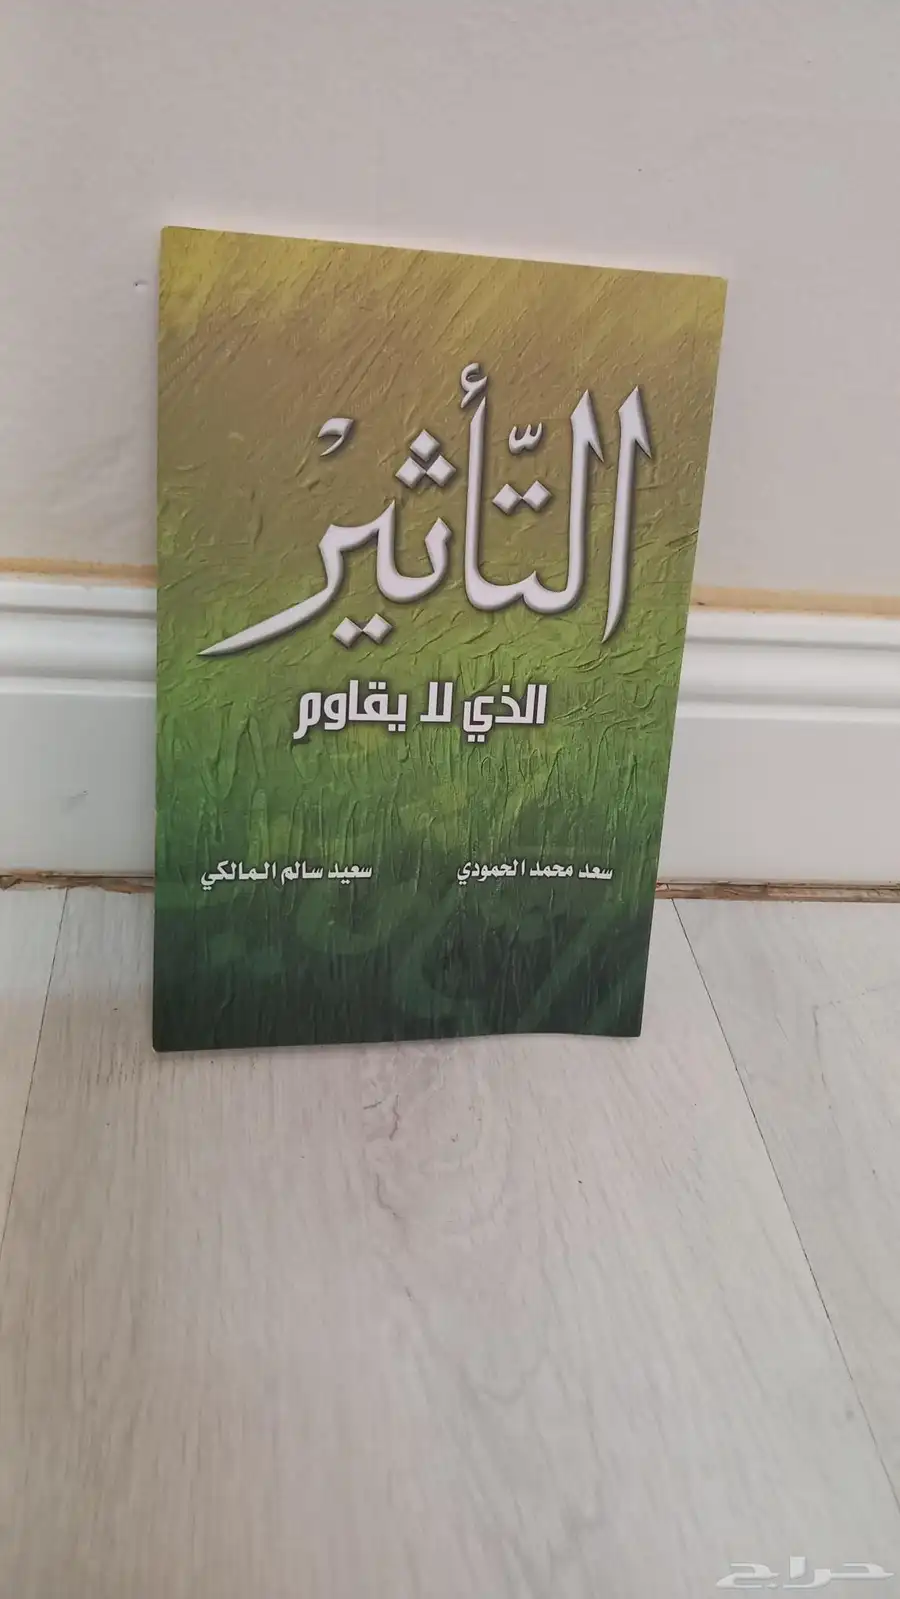 التّأثيرْ
الذي لا يقاوم
سعد محمد الحمودي سعيد سالم المالكي
حراج